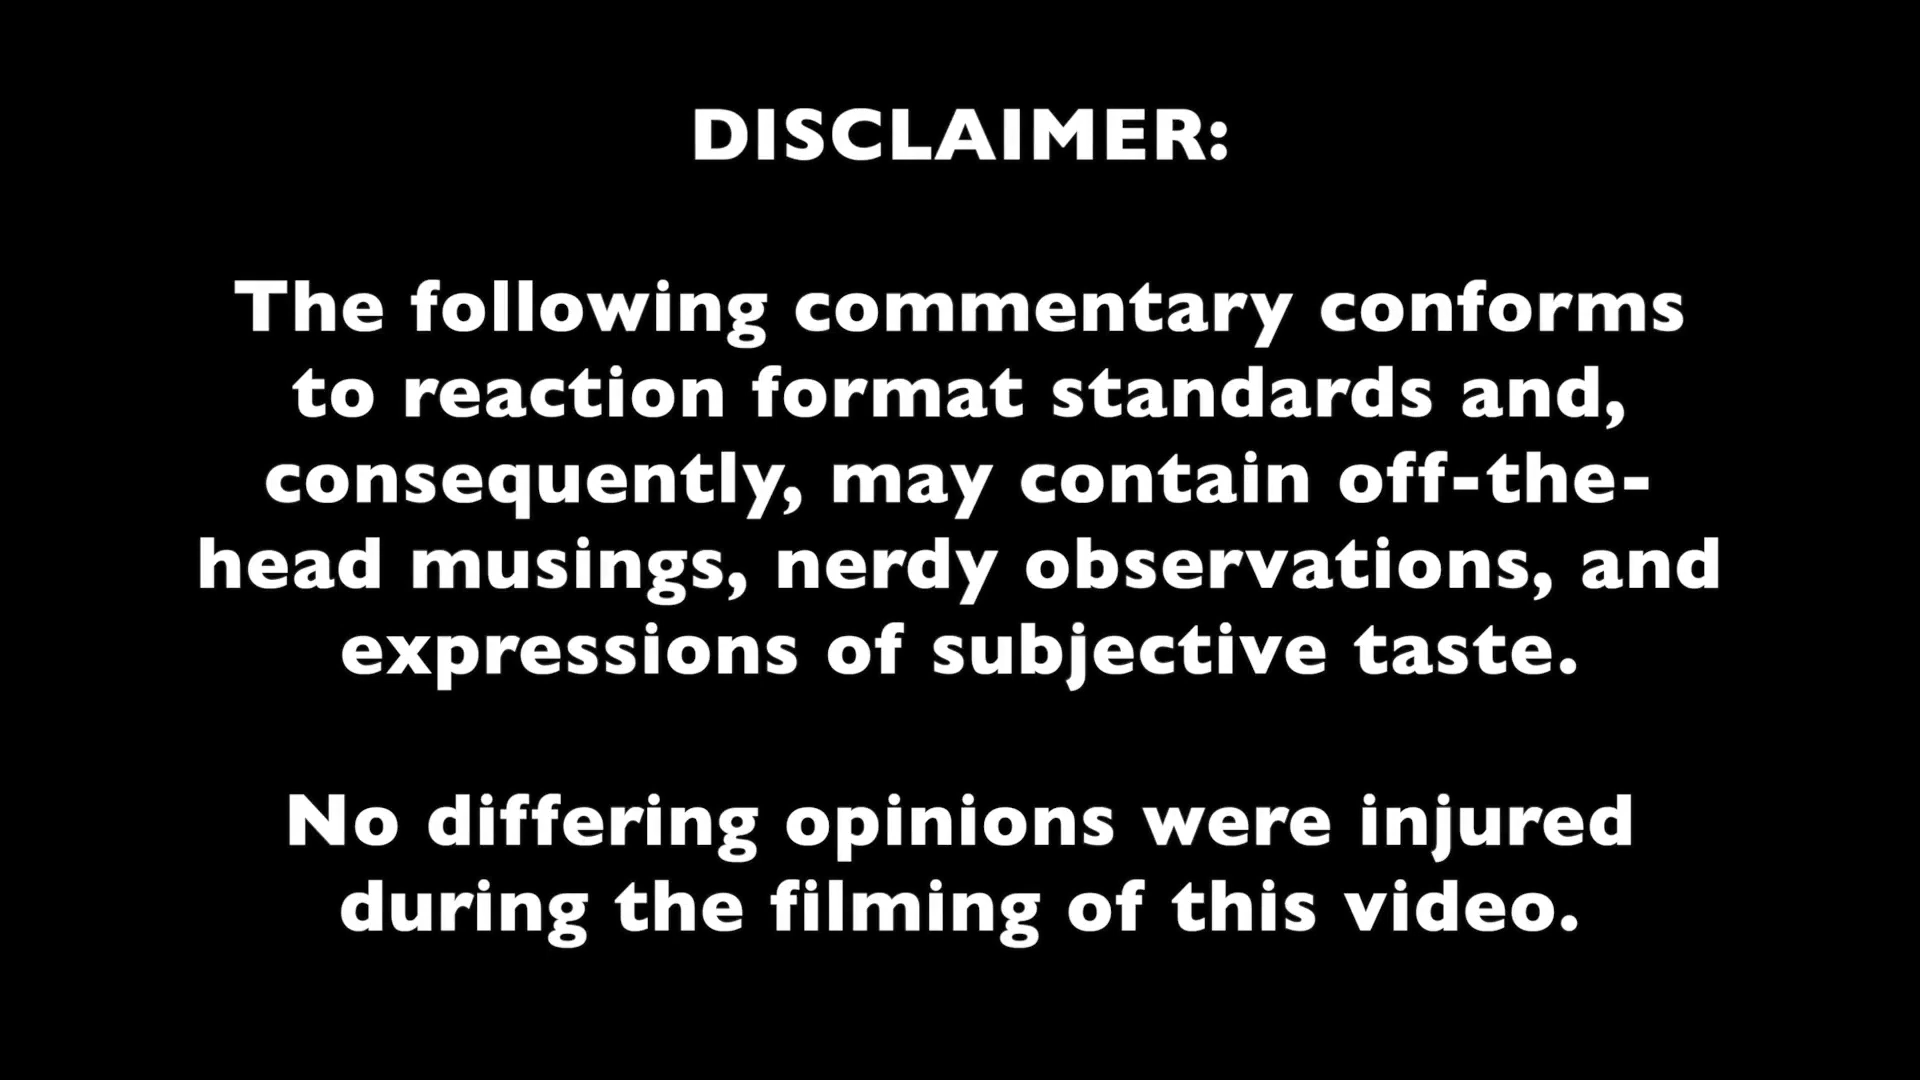 DISCLAIMER:
The following commentary conforms
to reaction format standards and,
consequently, may contain off-the-
head musings, nerdy observations, and
expressions of subjective taste.
No differing opinions were injured
during the filming of this video.